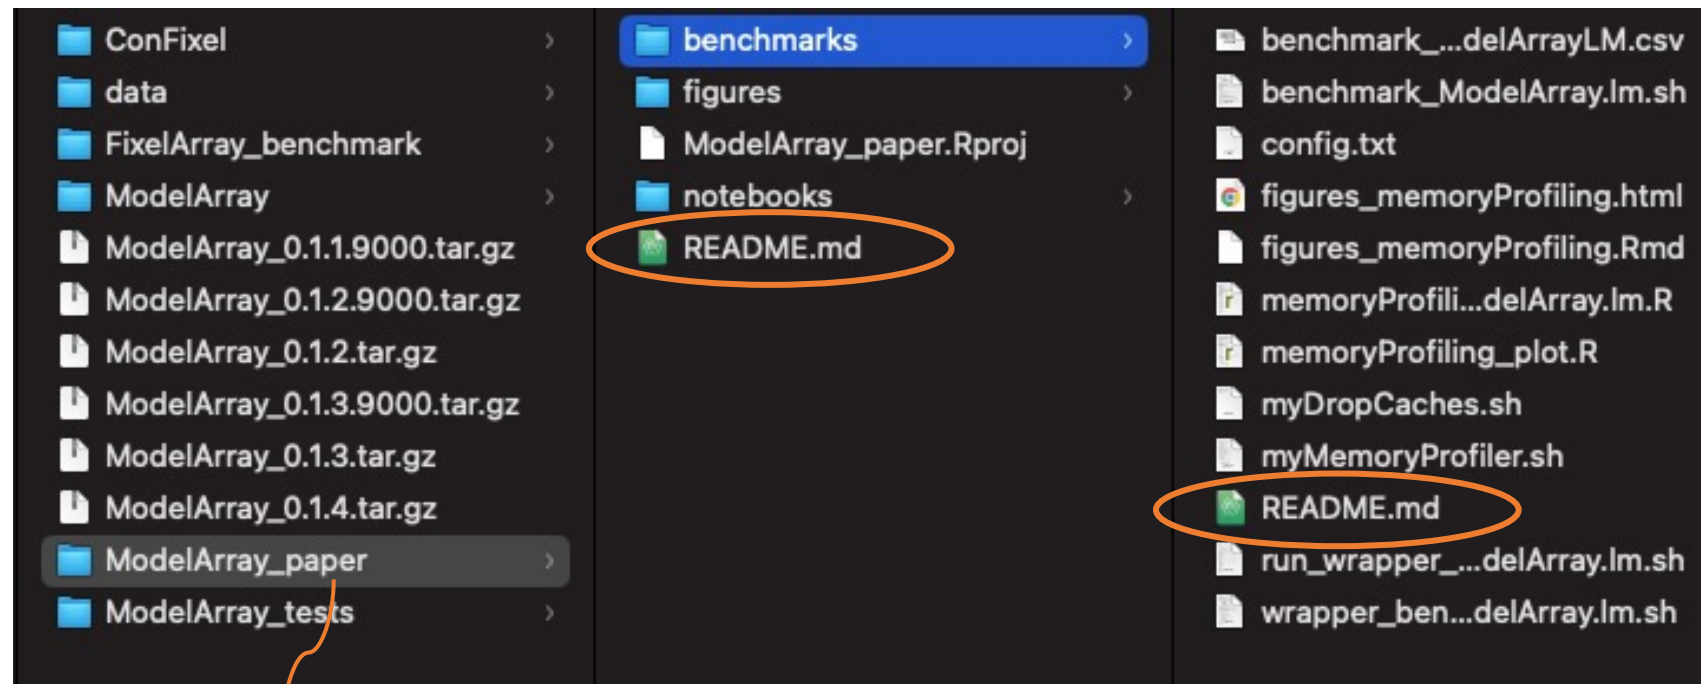 ConFixel
data
FixelArray_benchmark
ModelArray
ModelArray_0.1.1.9000.tar.gz
ModelArray_0.1.2.9000.tar.gz
ModelArray_0.1.2.tar.gz
ModelArray_0.1.3.9000.tar.gz
ModelArray_0.1.3.tar.gz
ModelArray_0.1.4.tar.gz
ModelArray_paper
ModelArray_tests
benchmarks
figures
ModelArray_paper.Rproj
notebooks
README.md
benchmark_...delArrayLM.csv
benchmark_ModelArray.lm.sh
config.txt
figures_memoryProfiling.html
figures_memoryProfiling.Rmd
memoryProfili...delArray.lm.R
memoryProfiling_plot.R
myDropCaches.sh
myMemoryProfiler.sh
README.md
run_wrapper_...delArray.lm.sh
wrapper_ben...delArray.lm.sh